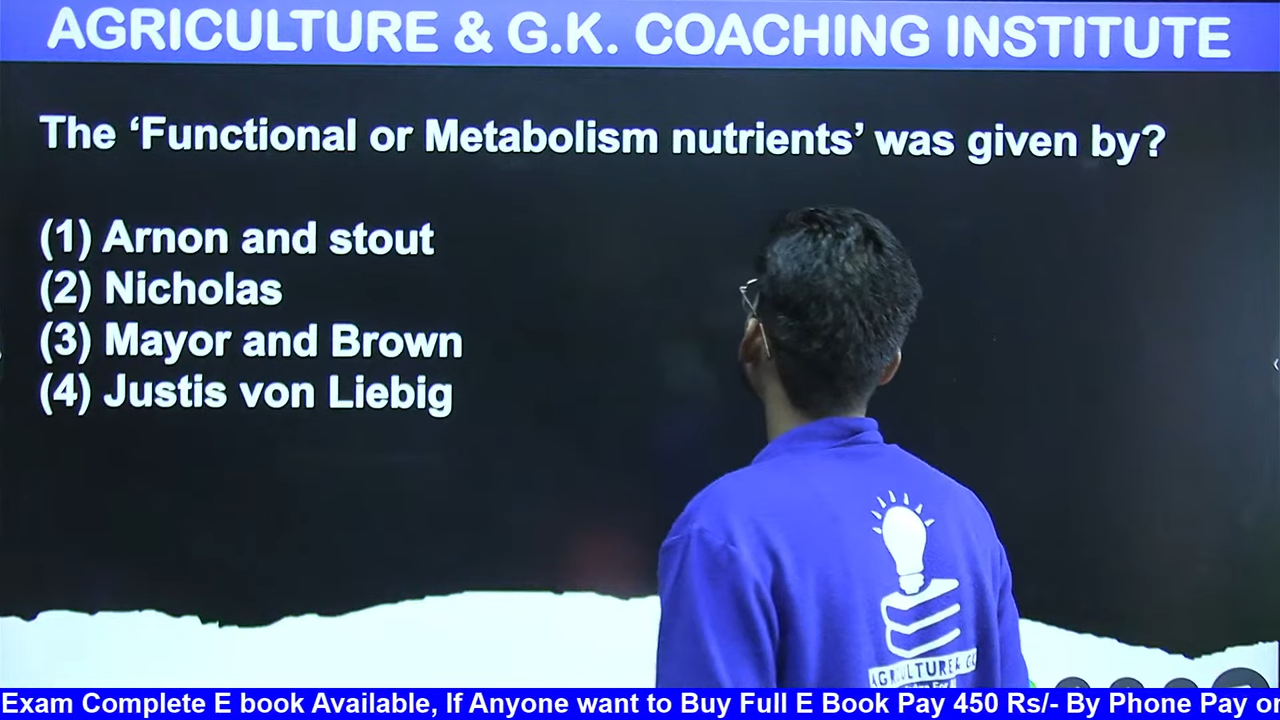 AGRICULTURE & G.K. COACHING INSTITUTE
The ‘Functional or Metabolism nutrients’ was given by?
(1) Arnon and stout
(2) Nicholas
(3) Mayor and Brown
(4) Justis von Liebig
AGRICULTURE & GK
Exam Complete E book Available, If Anyone want to Buy Full E Book Pay 450 Rs/- By Phone Pay or